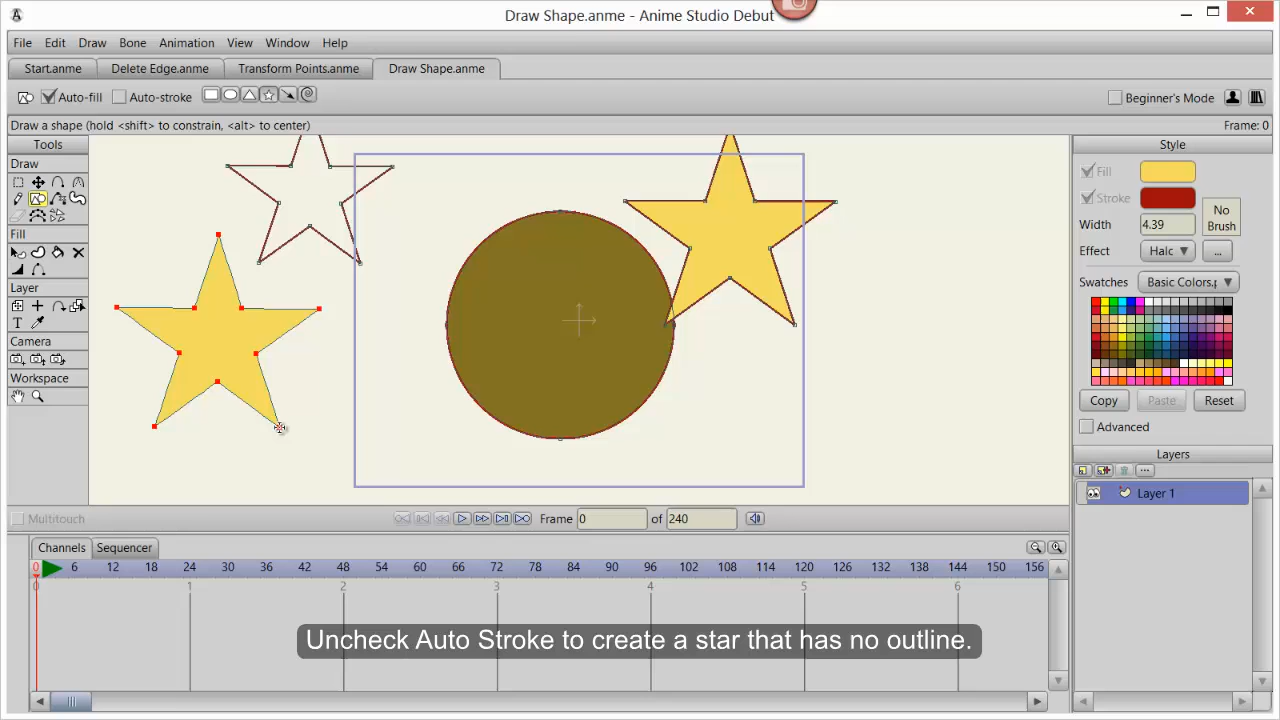 Draw Shape.anme - Anime Studio Debut
File Edit Draw Bone Animation View Window Help
Start.anme Delete Edge.anme Transform Points.anme Draw Shape.anme
Auto-fill Auto-stroke Beginner's Mode
Draw a shape (hold <shift> to constrain, <alt> to center) Frame: 0
Tools
Draw
Fill
Layer
Camera
Workspace
Style
Fill
Stroke
Width 4.39
No
Brush
Effect Halc ...
Swatches Basic Colors.p
Copy Paste Reset
Advanced
Layers
Layer 1
Multitouch Frame 0 of 240
Channels Sequencer
0 6 12 18 24 30 36 42 48 54 60 66 72 78 84 90 96 102 108 114 120 126 132 138 144 150 156
0 1 2 3 4 5 6
Uncheck Auto Stroke to create a star that has no outline.